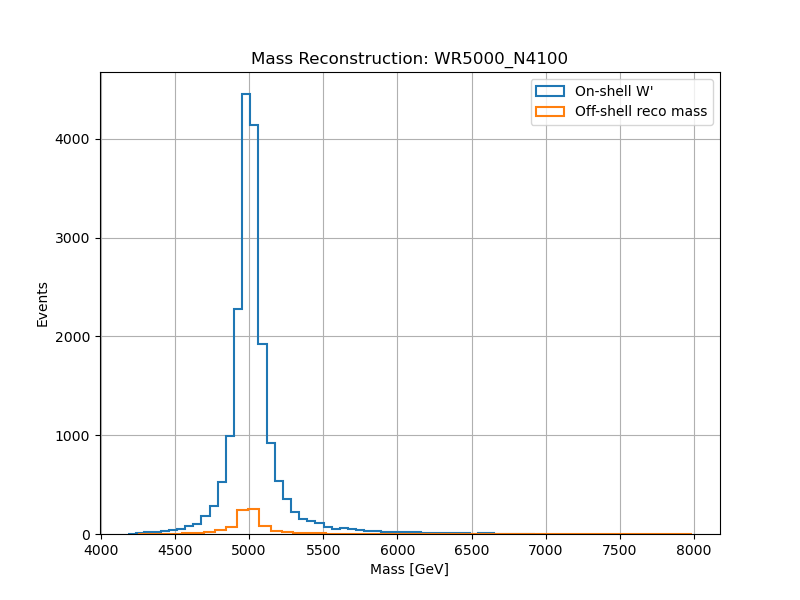 Mass Reconstruction: WR5000_N4100
On-shell W'
Off-shell reco mass
4000
3000
2000
1000
0
Events
4000 4500 5000 5500 6000 6500 7000 7500 8000
Mass [GeV]